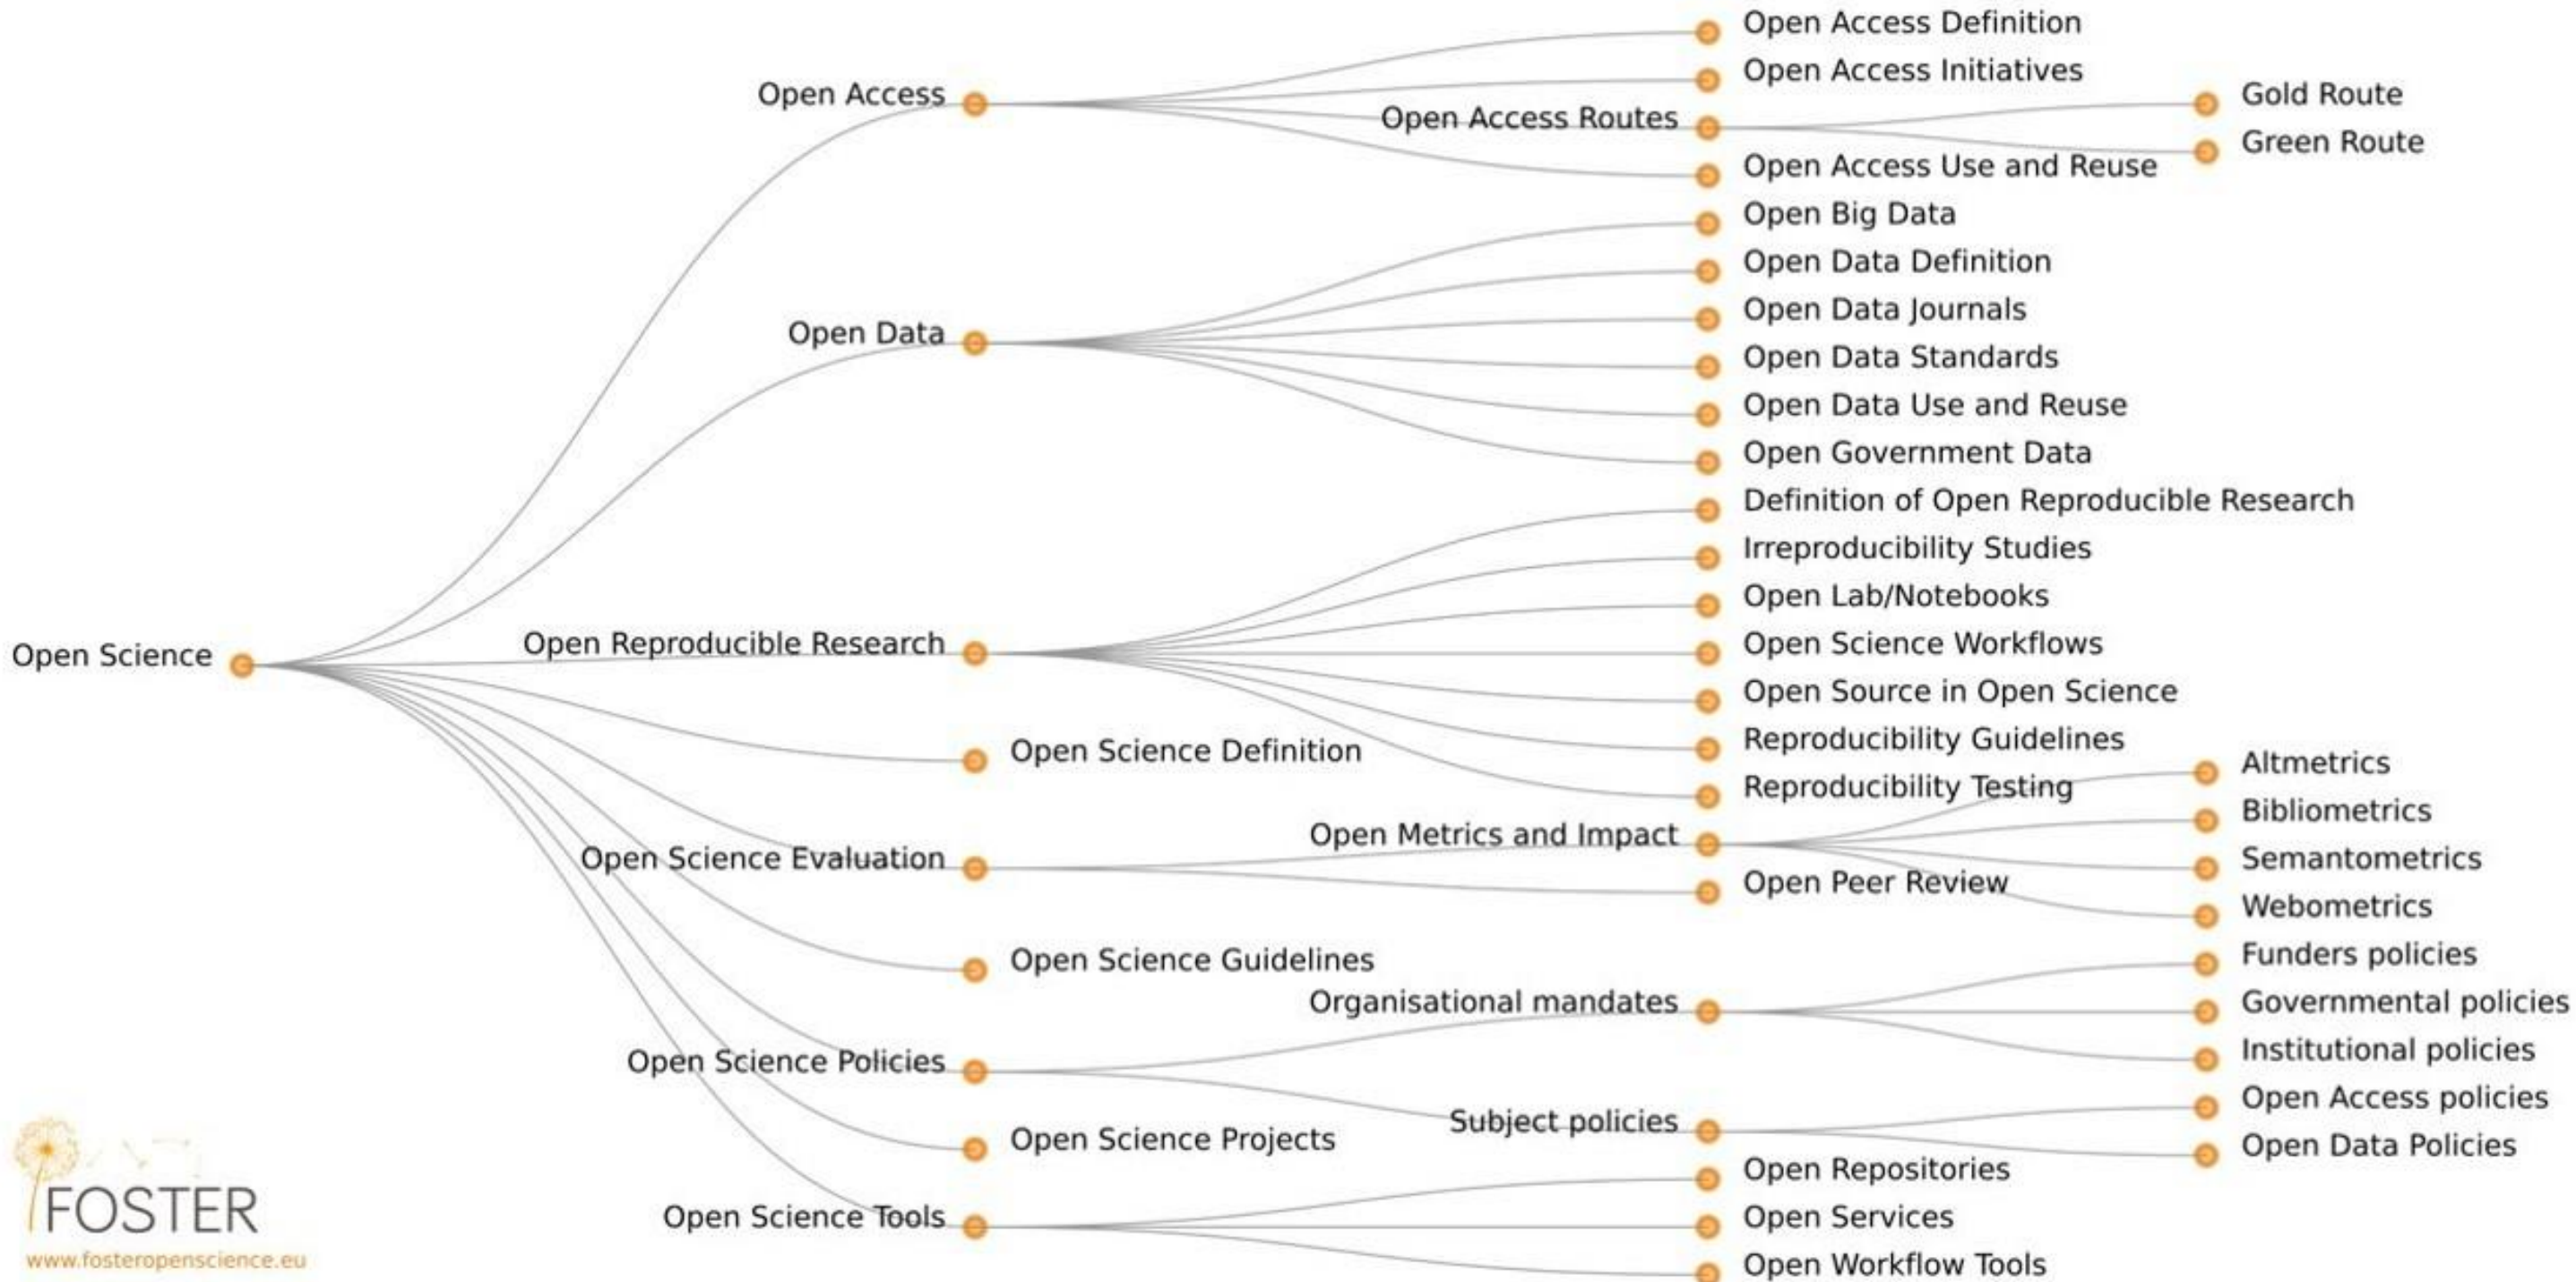 Open Science
Open Access
Open Access Definition
Open Access Initiatives
Open Access Routes
Gold Route
Green Route
Open Access Use and Reuse
Open Data
Open Big Data
Open Data Definition
Open Data Journals
Open Data Standards
Open Data Use and Reuse
Open Government Data
Open Reproducible Research
Definition of Open Reproducible Research
Irreproducibility Studies
Open Lab/Notebooks
Open Science Workflows
Open Source in Open Science
Reproducibility Guidelines
Reproducibility Testing
Open Science Definition
Open Science Evaluation
Open Metrics and Impact
Altmetrics
Bibliometrics
Semantometrics
Webometrics
Open Peer Review
Open Science Guidelines
Open Science Policies
Organisational mandates
Funders policies
Governmental policies
Institutional policies
Subject policies
Open Access policies
Open Data Policies
Open Science Projects
Open Science Tools
Open Repositories
Open Services
Open Workflow Tools
FOSTER
www.fosteropenscience.eu